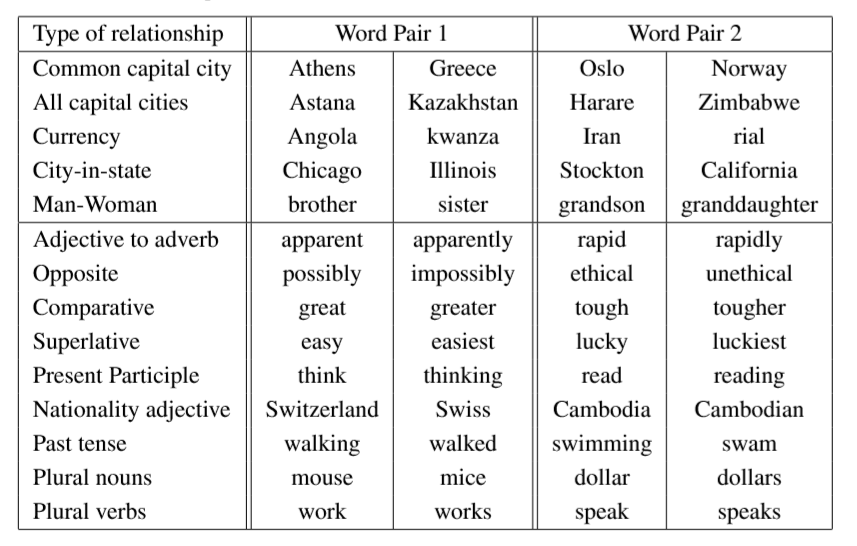 Type of relationship Word Pair 1 Word Pair 2
Common capital city Athens Greece Oslo Norway
All capital cities Astana Kazakhstan Harare Zimbabwe
Currency Angola kwanza Iran rial
City-in-state Chicago Illinois Stockton California
Man-Woman brother sister grandson granddaughter
Adjective to adverb apparent apparently rapid rapidly
Opposite possibly impossibly ethical unethical
Comparative great greater tough tougher
Superlative easy easiest lucky luckiest
Present Participle think thinking read reading
Nationality adjective Switzerland Swiss Cambodia Cambodian
Past tense walking walked swimming swam
Plural nouns mouse mice dollar dollars
Plural verbs work works speak speaks